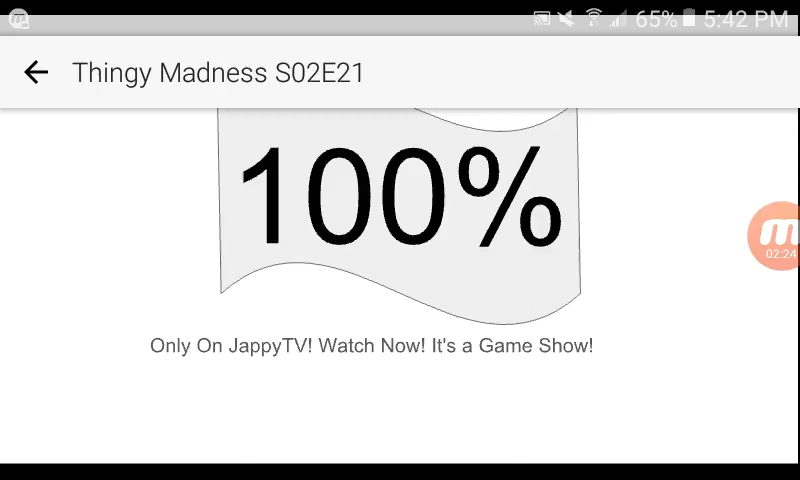 65% 5:42 PM
Thingy Madness S02E21
100%
02:24
Only On JappyTV! Watch Now! It's a Game Show!